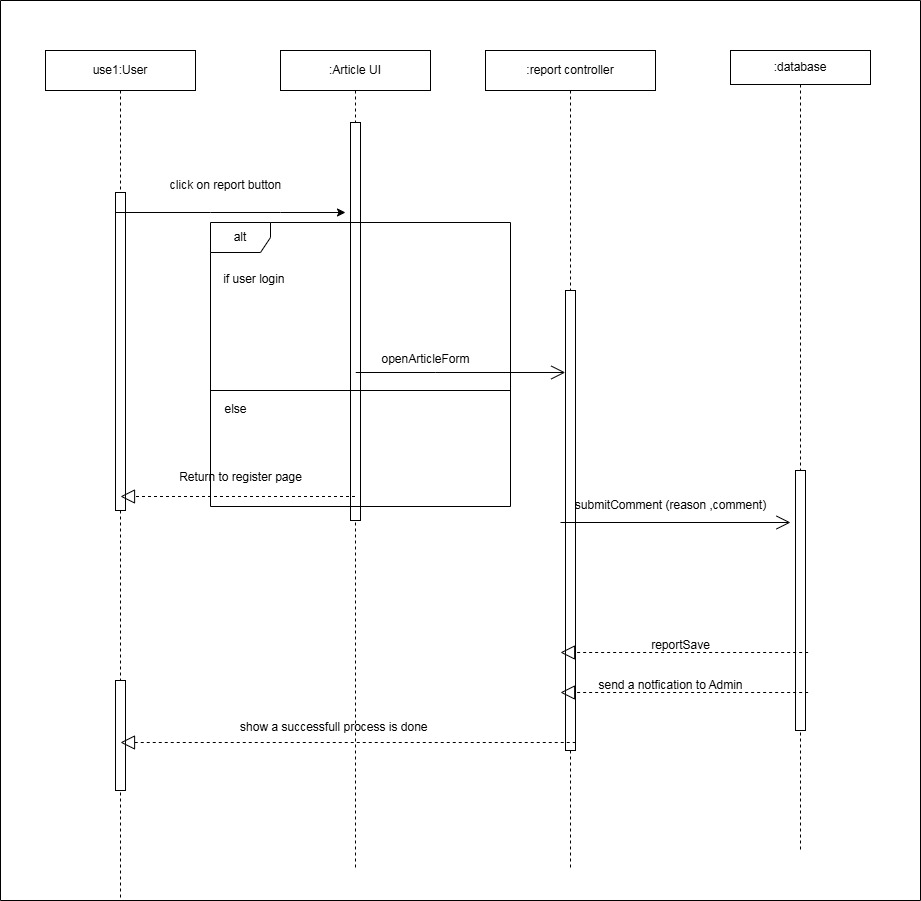 use1:User
:Article UI
:report controller
:database
click on report button
alt
if user login
openArticleForm
else
Return to register page
submitComment (reason ,comment)
reportSave
send a notfication to Admin
show a successfull process is done